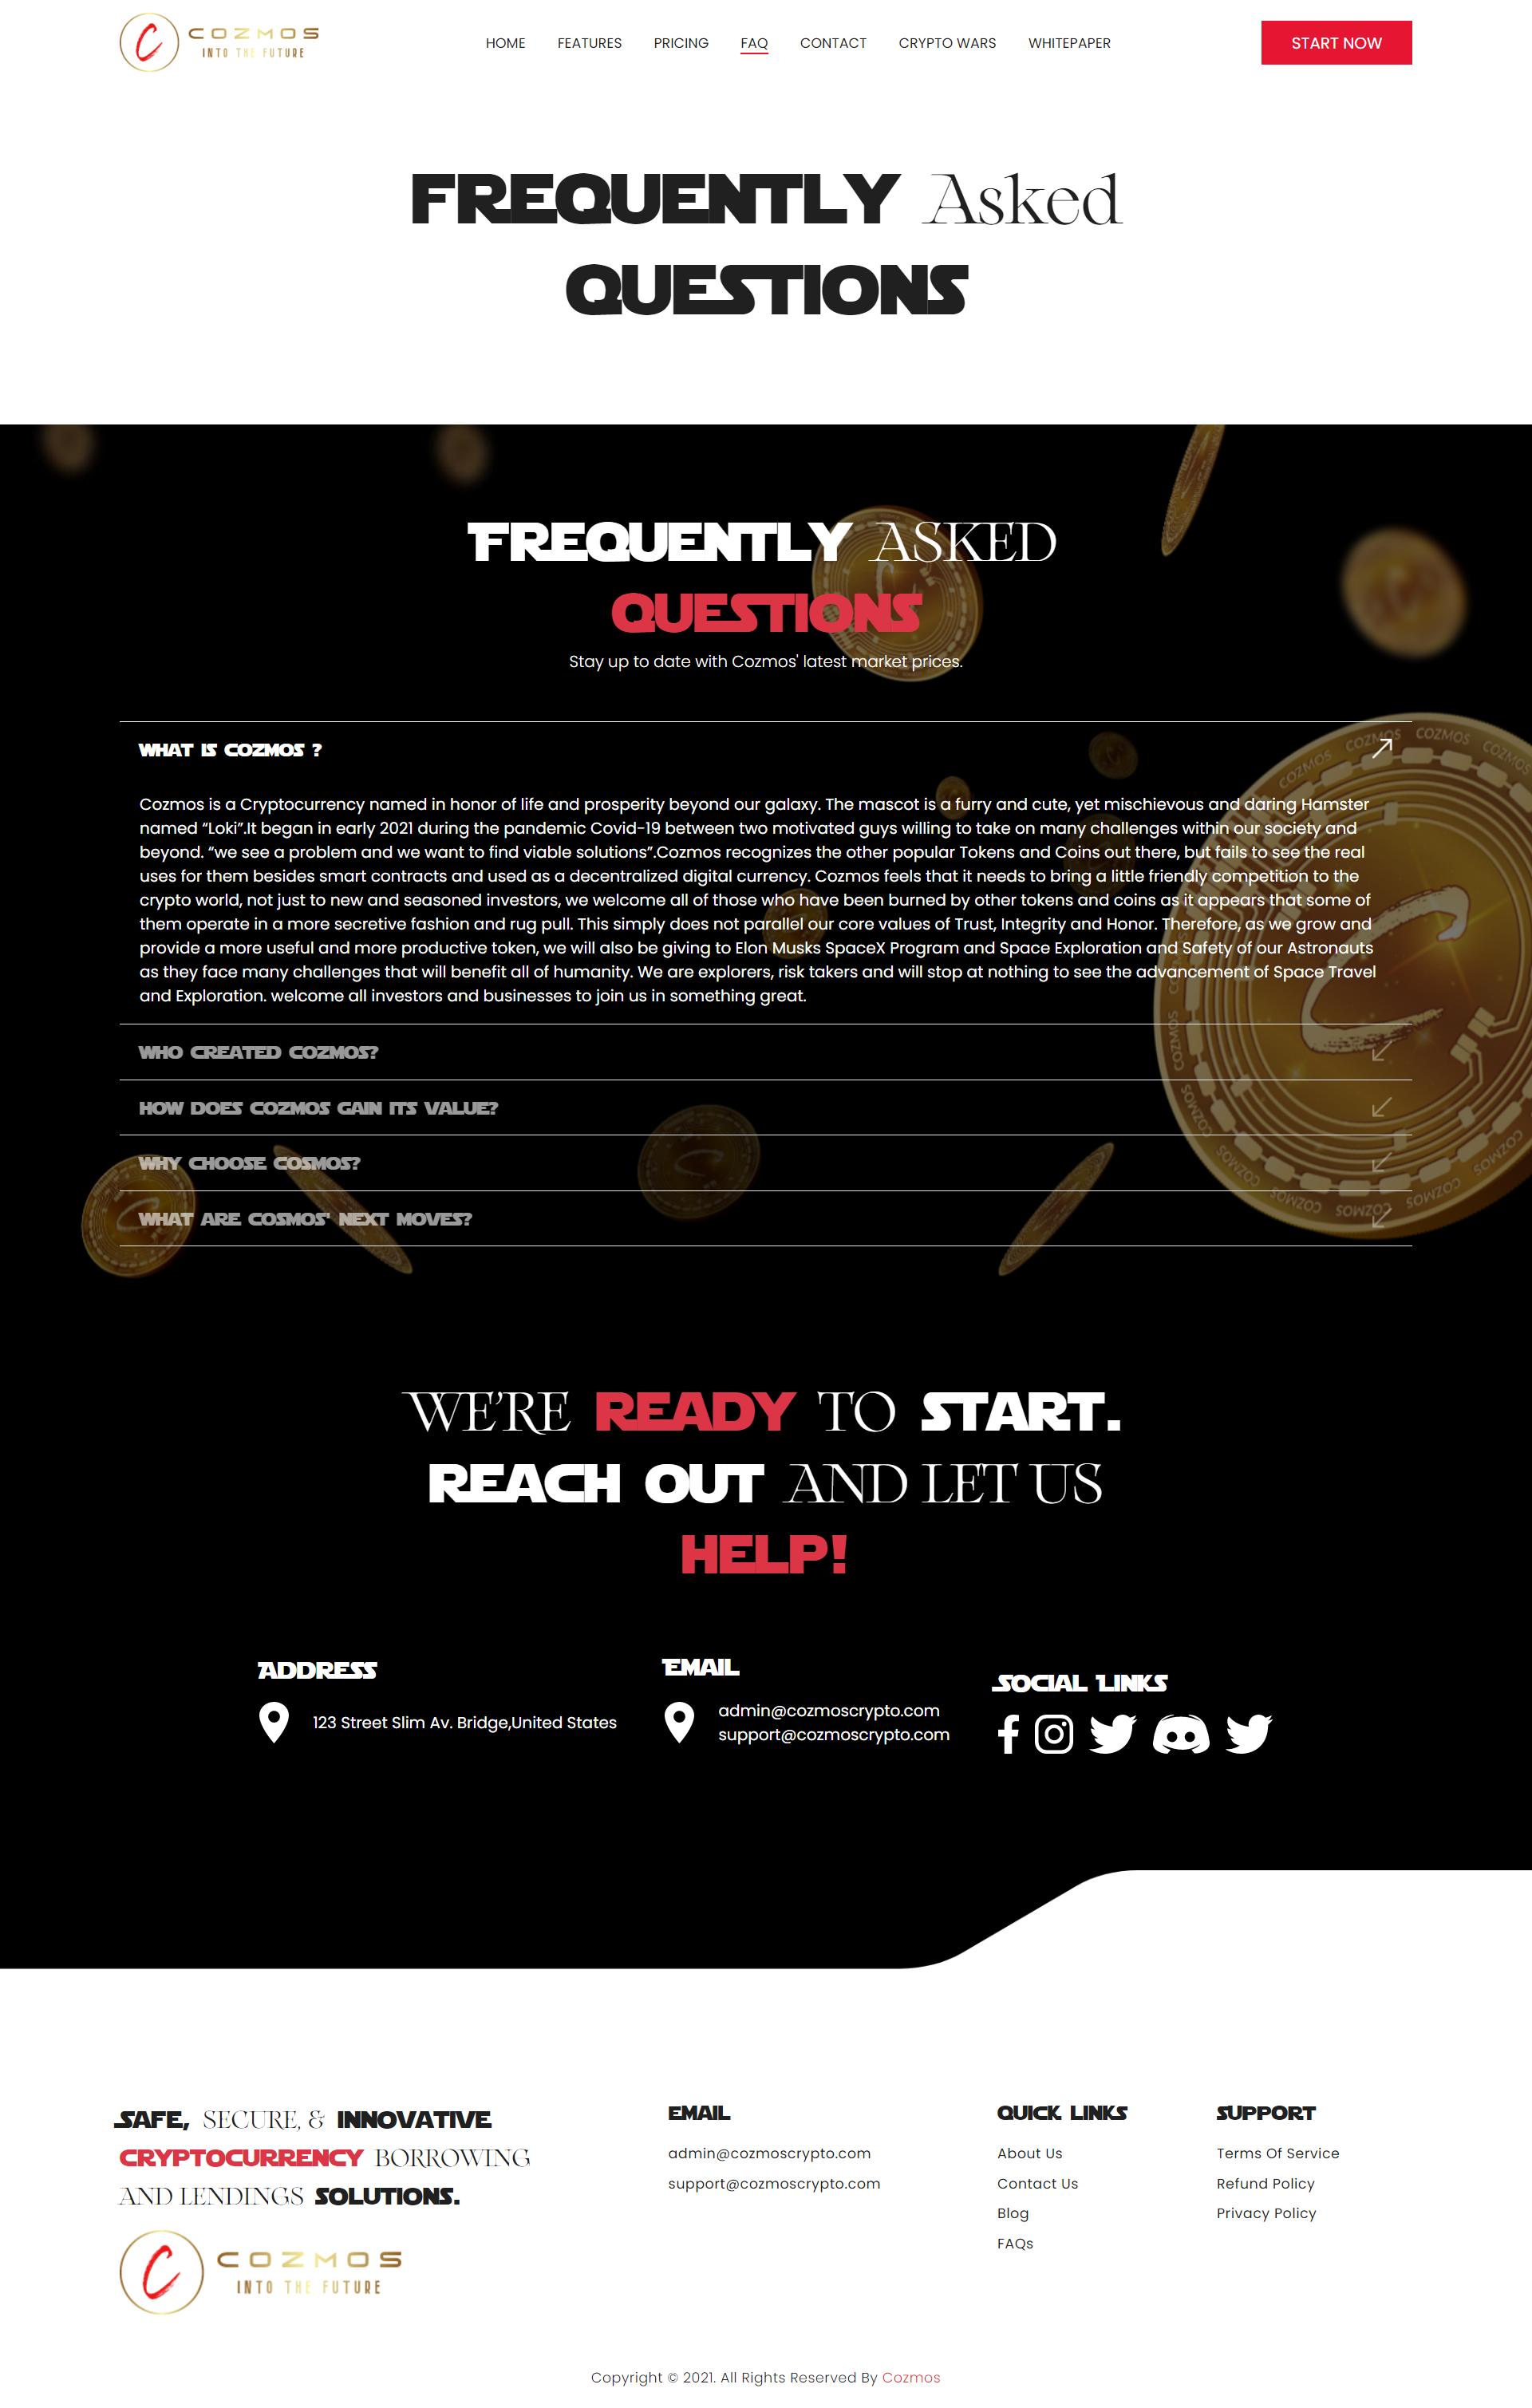 COZMOS
INTO THE FUTURE
HOME FEATURES PRICING FAQ CONTACT CRYPTO WARS WHITEPAPER
START NOW
FREQUENTLY Asked
QUESTIONS
FREQUENTLY ASKED
QUESTIONS
Stay up to date with Cozmos' latest market prices.
WHAT IS COZMOS ?
Cozmos is a Cryptocurrency named in honor of life and prosperity beyond our galaxy. The mascot is a furry and cute, yet mischievous and daring Hamster
named “Loki”.It began in early 2021 during the pandemic Covid-19 between two motivated guys willing to take on many challenges within our society and
beyond. “we see a problem and we want to find viable solutions”.Cozmos recognizes the other popular Tokens and Coins out there, but fails to see the real
uses for them besides smart contracts and used as a decentralized digital currency. Cozmos feels that it needs to bring a little friendly competition to the
crypto world, not just to new and seasoned investors, we welcome all of those who have been burned by other tokens and coins as it appears that some of
them operate in a more secretive fashion and rug pull. This simply does not parallel our core values of Trust, Integrity and Honor. Therefore, as we grow and
provide a more useful and more productive token, we will also be giving to Elon Musks SpaceX Program and Space Exploration and Safety of our Astronauts
as they face many challenges that will benefit all of humanity. We are explorers, risk takers and will stop at nothing to see the advancement of Space Travel
and Exploration. welcome all investors and businesses to join us in something great.
WHO CREATED COZMOS?
HOW DOES COZMOS GAIN ITS VALUE?
WHY CHOOSE COSMOS?
WHAT ARE COSMOS' NEXT MOVES?
COZMOS COZMOS COZMOS COZMOS
COZMOS COZMOS COZMOS COZMOS COZMOS COZMOS COZMOS
WE'RE READY TO START.
REACH OUT AND LET US
HELP!
ADDRESS
123 Street Slim Av. Bridge,United States
EMAIL
admin@cozmoscrypto.com
support@cozmoscrypto.com
SOCIAL LINKS
SAFE, SECURE, & INNOVATIVE
CRYPTOCURRENCY BORROWING
AND LENDINGS SOLUTIONS.
COZMOS
INTO THE FUTURE
EMAIL
admin@cozmoscrypto.com
support@cozmoscrypto.com
QUICK LINKS
About Us
Contact Us
Blog
FAQs
SUPPORT
Terms Of Service
Refund Policy
Privacy Policy
Copyright © 2021. All Rights Reserved By Cozmos